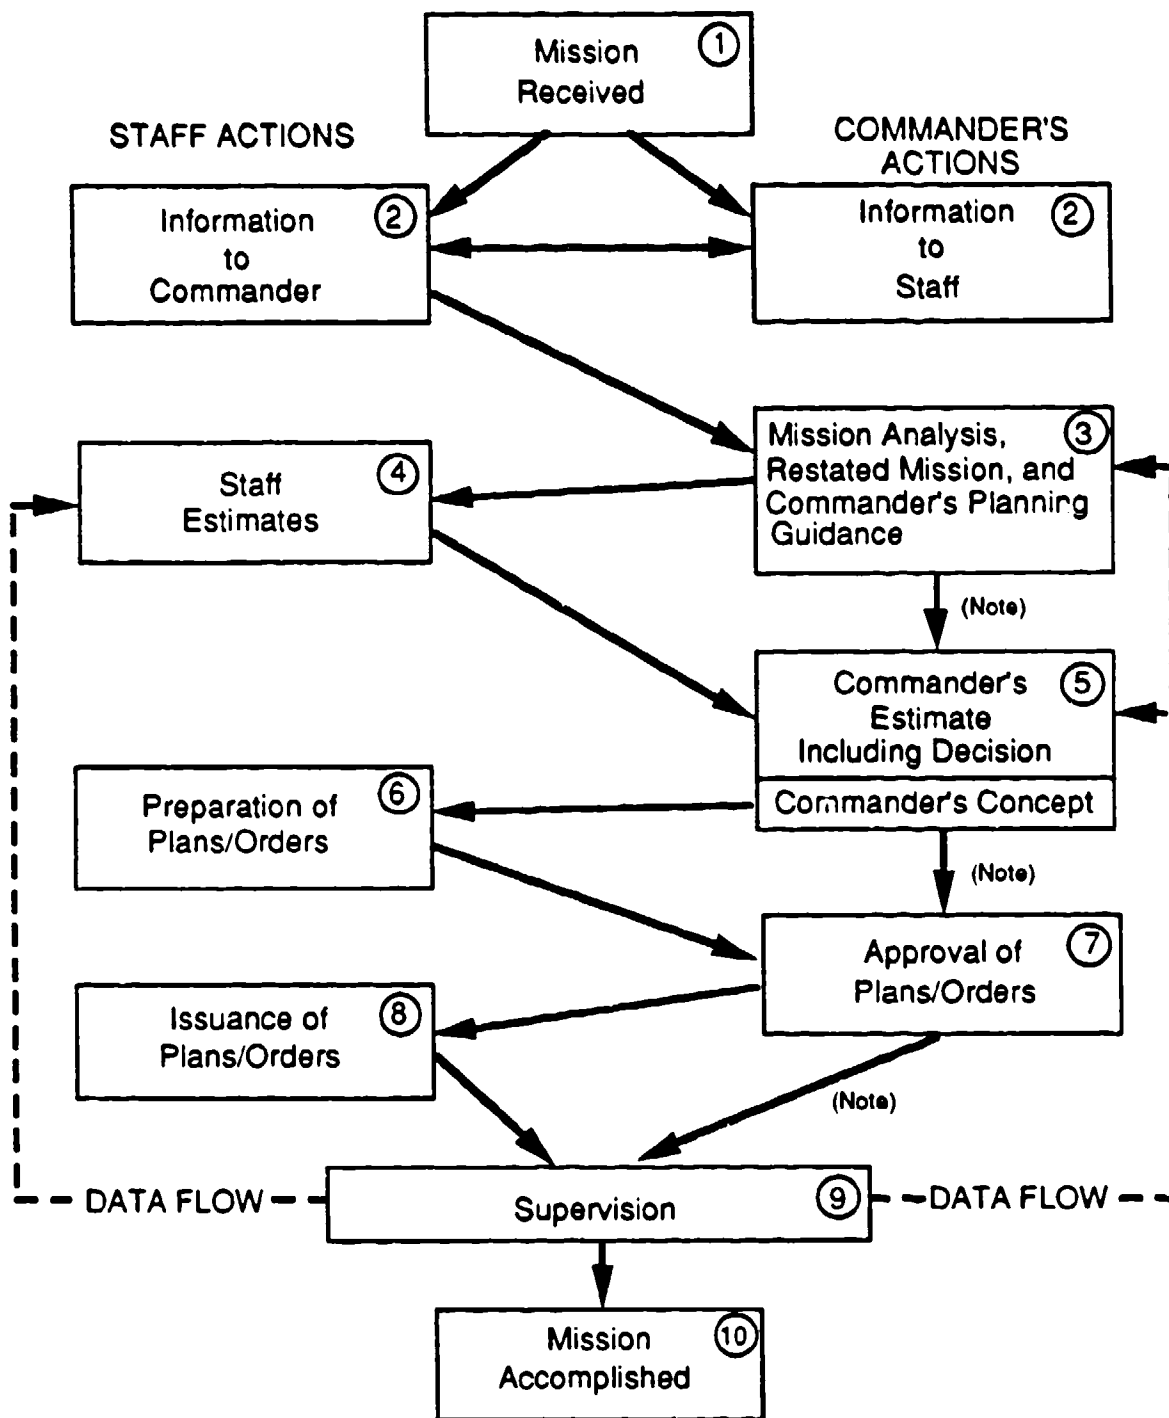 1
Mission
Received
STAFF ACTIONS
COMMANDER'S
ACTIONS
2
Information
to
Commander
2
Information
to
Staff
3
Mission Analysis,
Restated Mission, and
Commander's Planning
Guidance
4
Staff
Estimates
(Note)
5
Commander's
Estimate
Including Decision
Commander's Concept
6
Preparation of
Plans/Orders
(Note)
7
Approval of
Plans/Orders
8
Issuance of
Plans/Orders
(Note)
DATA FLOW
9
Supervision
DATA FLOW
10
Mission
Accomplished